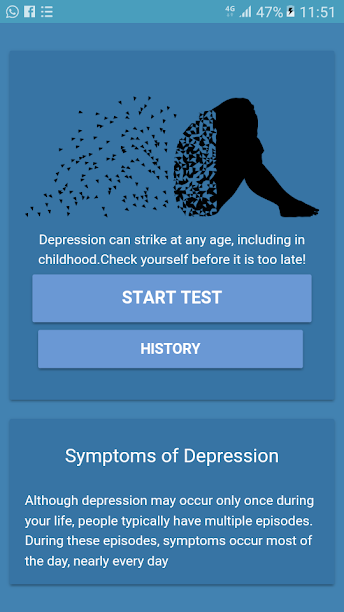 4G 47% 11:51
Depression can strike at any age, including in
childhood.Check yourself before it is too late!
START TEST
HISTORY
Symptoms of Depression
Although depression may occur only once during
your life, people typically have multiple episodes.
During these episodes, symptoms occur most of
the day, nearly every day